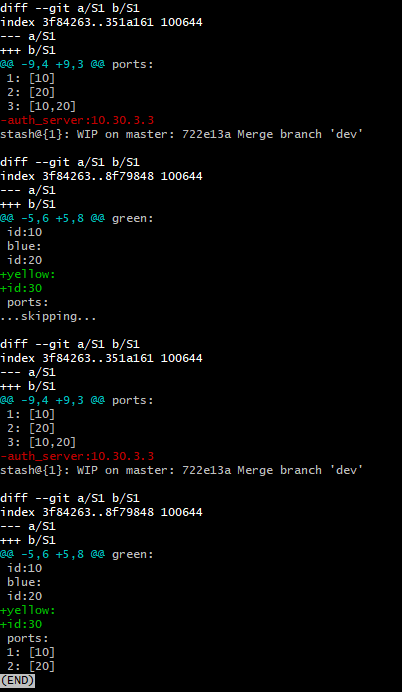 diff --git a/S1 b/S1
index 3f84263..351a161 100644
--- a/S1
+++ b/S1
@@ -9,4 +9,3 @@ ports:
 1: [10]
 2: [20]
 3: [10,20]
-auth_server:10.30.3.3
stash@{1}: WIP on master: 722e13a Merge branch 'dev'

diff --git a/S1 b/S1
index 3f84263..8f79848 100644
--- a/S1
+++ b/S1
@@ -5,6 +5,8 @@ green:
 id:10
 blue:
 id:20
+yellow:
+id:30
 ports:
...skipping...

diff --git a/S1 b/S1
index 3f84263..351a161 100644
--- a/S1
+++ b/S1
@@ -9,4 +9,3 @@ ports:
 1: [10]
 2: [20]
 3: [10,20]
-auth_server:10.30.3.3
stash@{1}: WIP on master: 722e13a Merge branch 'dev'

diff --git a/S1 b/S1
index 3f84263..8f79848 100644
--- a/S1
+++ b/S1
@@ -5,6 +5,8 @@ green:
 id:10
 blue:
 id:20
+yellow:
+id:30
 ports:
 1: [10]
 2: [20]
(END)